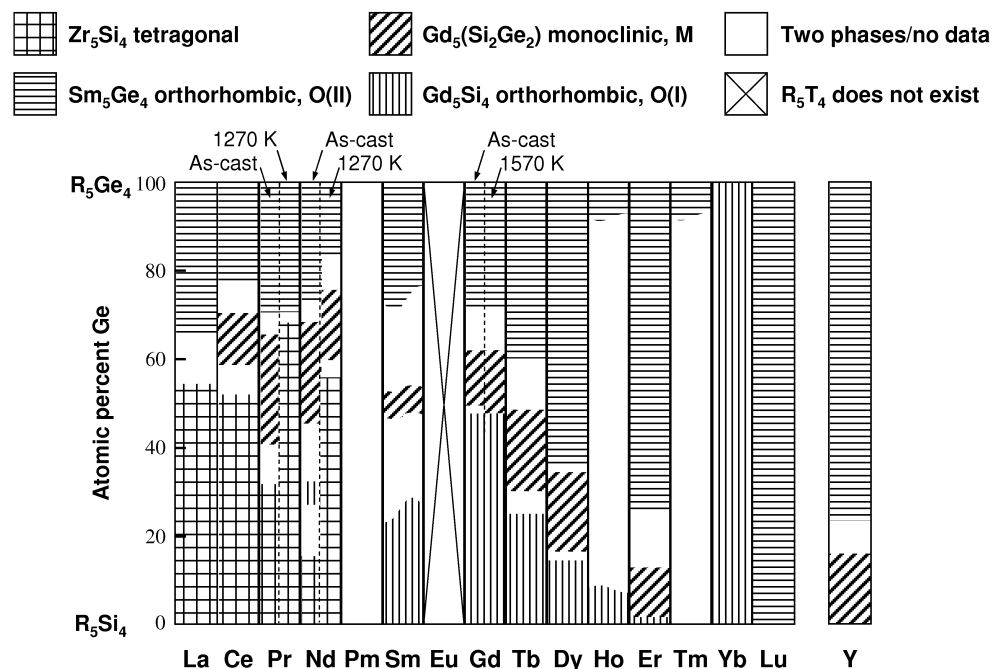 Zr5Si4 tetragonal
Gd5(Si2Ge2) monoclinic, M
Two phases/no data
Sm5Ge4 orthorhombic, O(II)
Gd5Si4 orthorhombic, O(I)
R5T4 does not exist
1270 K
As-cast
As-cast
1270 K
As-cast
1570 K
R5Ge4 100
80
60
40
20
R5Si4 0
Atomic percent Ge
La Ce Pr Nd Pm Sm Eu Gd Tb Dy Ho Er Tm Yb Lu Y